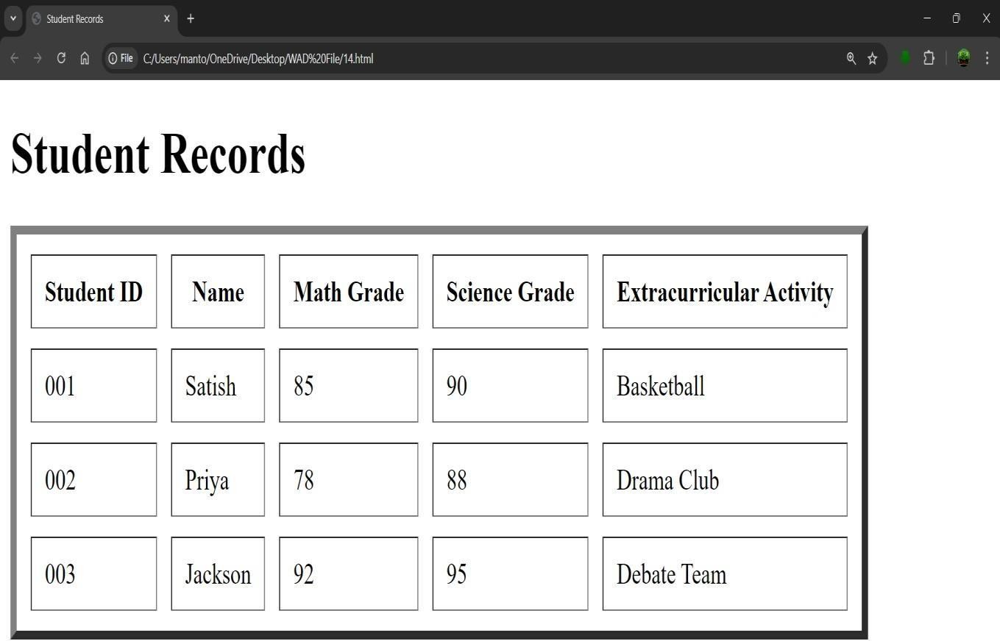 Student Records
File C:/Users/manto/OneDrive/Desktop/WAD%20File/14.html
Student Records
Student ID Name Math Grade Science Grade Extracurricular Activity
001 Satish 85 90 Basketball
002 Priya 78 88 Drama Club
003 Jackson 92 95 Debate Team